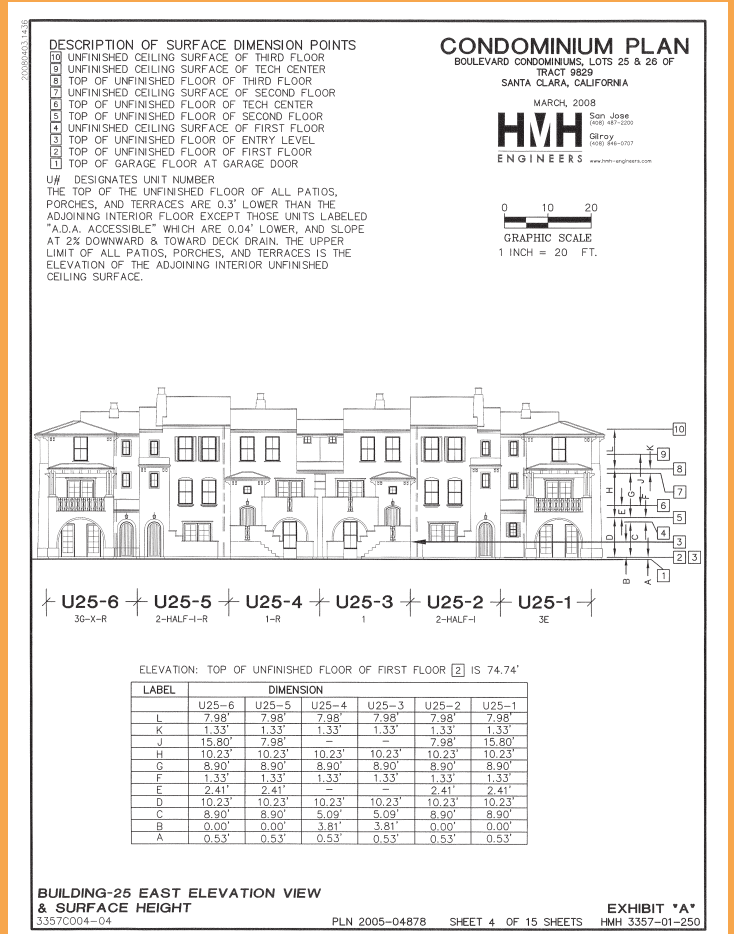 20080403.1436
DESCRIPTION OF SURFACE DIMENSION POINTS
10 UNFINISHED CEILING SURFACE OF THIRD FLOOR
9 UNFINISHED CEILING SURFACE OF TECH CENTER
8 TOP OF UNFINISHED FLOOR OF THIRD FLOOR
7 UNFINISHED CEILING SURFACE OF SECOND FLOOR
6 TOP OF UNFINISHED FLOOR OF TECH CENTER
5 TOP OF UNFINISHED FLOOR OF SECOND FLOOR
4 UNFINISHED CEILING SURFACE OF FIRST FLOOR
3 TOP OF UNFINISHED FLOOR OF ENTRY LEVEL
2 TOP OF UNFINISHED FLOOR OF FIRST FLOOR
1 TOP OF GARAGE FLOOR AT GARAGE DOOR
U# DESIGNATES UNIT NUMBER
THE TOP OF THE UNFINISHED FLOOR OF ALL PATIOS,
PORCHES, AND TERRACES ARE 0.3' LOWER THAN THE
ADJOINING INTERIOR FLOOR EXCEPT THOSE UNITS LABELED
"A.D.A. ACCESSIBLE" WHICH ARE 0.04' LOWER, AND SLOPE
AT 2% DOWNWARD & TOWARD DECK DRAIN. THE UPPER
LIMIT OF ALL PATIOS, PORCHES, AND TERRACES IS THE
ELEVATION OF THE ADJOINING INTERIOR UNFINISHED
CEILING SURFACE.
CONDOMINIUM PLAN
BOULEVARD CONDOMINIUMS, LOTS 25 & 26 OF
TRACT 9829
SANTA CLARA, CALIFORNIA
MARCH, 2008
HMH
ENGINEERS
San Jose
(408) 487-2200
Gilroy
(408) 846-0707
www.hmh-engineers.com
0 10 20
GRAPHIC SCALE
1 INCH = 20 FT.
10
L K 9
8
H J 7
G F
E 6
5
D C 4
3
2 3
B A 1
U25-6 U25-5 U25-4 U25-3 U25-2 U25-1
3G-X-R 2-HALF-I-R 1-R 1 2-HALF-I 3E
ELEVATION: TOP OF UNFINISHED FLOOR OF FIRST FLOOR 2 IS 74.74'
LABEL DIMENSION
U25-6 U25-5 U25-4 U25-3 U25-2 U25-1
L 7.98' 7.98' 7.98' 7.98' 7.98' 7.98'
K 1.33' 1.33' 1.33' 1.33' 1.33' 1.33'
J 15.80' 7.98' - - 7.98' 15.80'
H 10.23' 10.23' 10.23' 10.23' 10.23' 10.23'
G 8.90' 8.90' 8.90' 8.90' 8.90' 8.90'
F 1.33' 1.33' 1.33' 1.33' 1.33' 1.33'
E 2.41' 2.41' - - 2.41' 2.41'
D 10.23' 10.23' 10.23' 10.23' 10.23' 10.23'
C 8.90' 8.90' 5.09' 5.09' 8.90' 8.90'
B 0.00' 0.00' 3.81' 3.81' 0.00' 0.00'
A 0.53' 0.53' 0.53' 0.53' 0.53' 0.53'
BUILDING-25 EAST ELEVATION VIEW
& SURFACE HEIGHT
3357C004-04
PLN 2005-04878 SHEET 4 OF 15 SHEETS
EXHIBIT "A"
HMH 3357-01-250